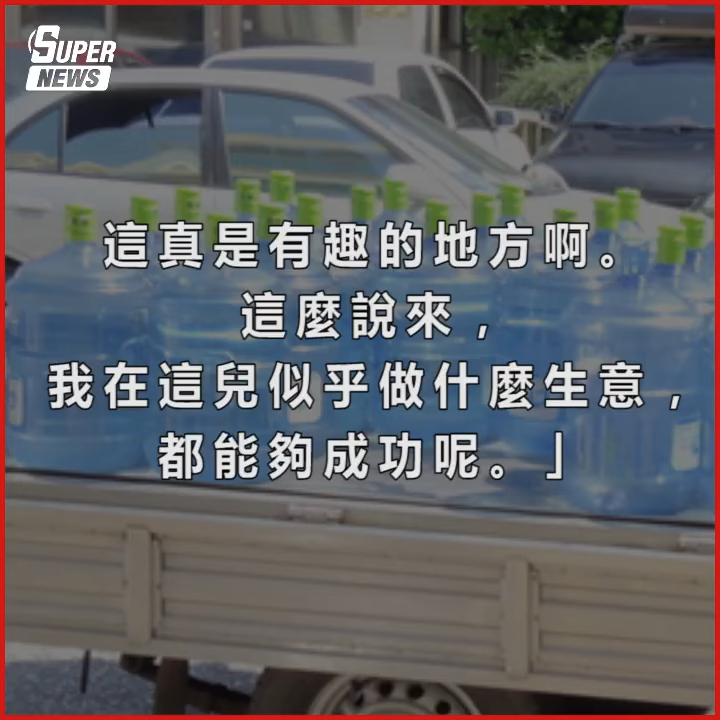 SUPER
NEWS
這真是有趣的地方啊。
這麼說來，
我在這兒似乎做什麼生意，
都能夠成功呢。」